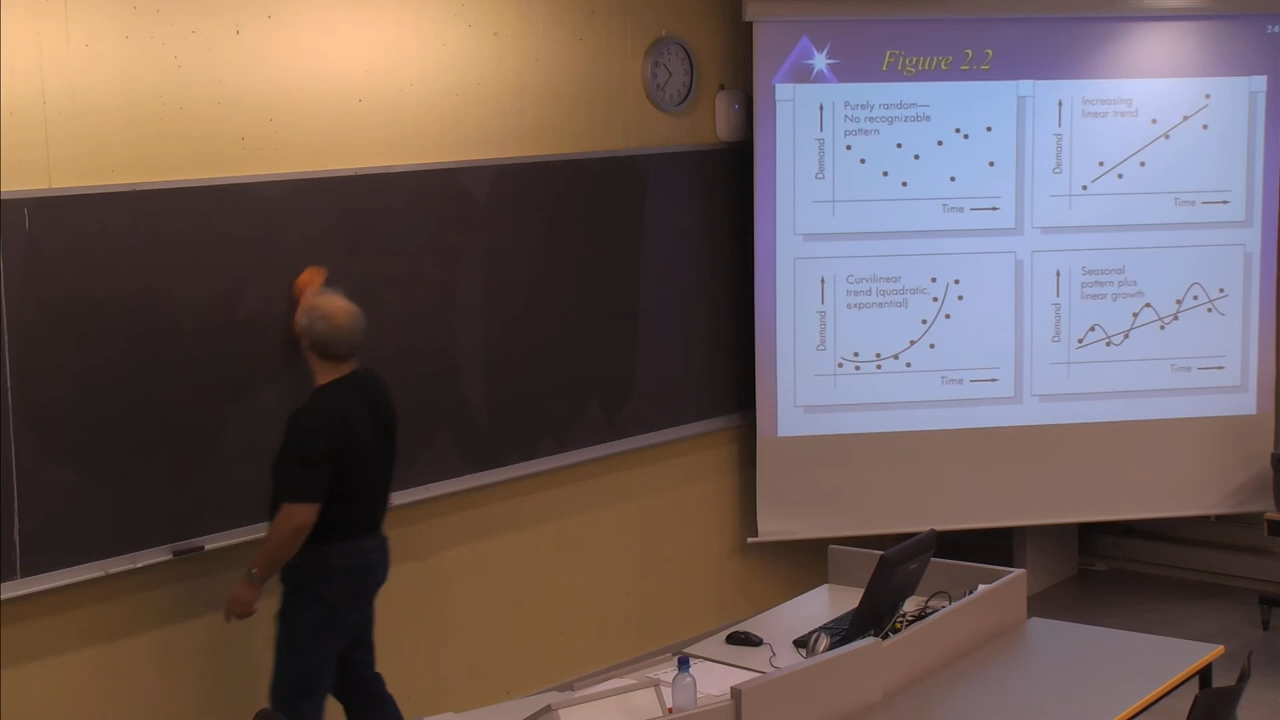 24
Figure 2.2
Purely random—
No recognizable
pattern
Demand
Time
Increasing
linear trend
Demand
Time
Curvilinear
trend (quadratic,
exponential)
Demand
Time
Seasonal
pattern plus
linear growth
Demand
Time